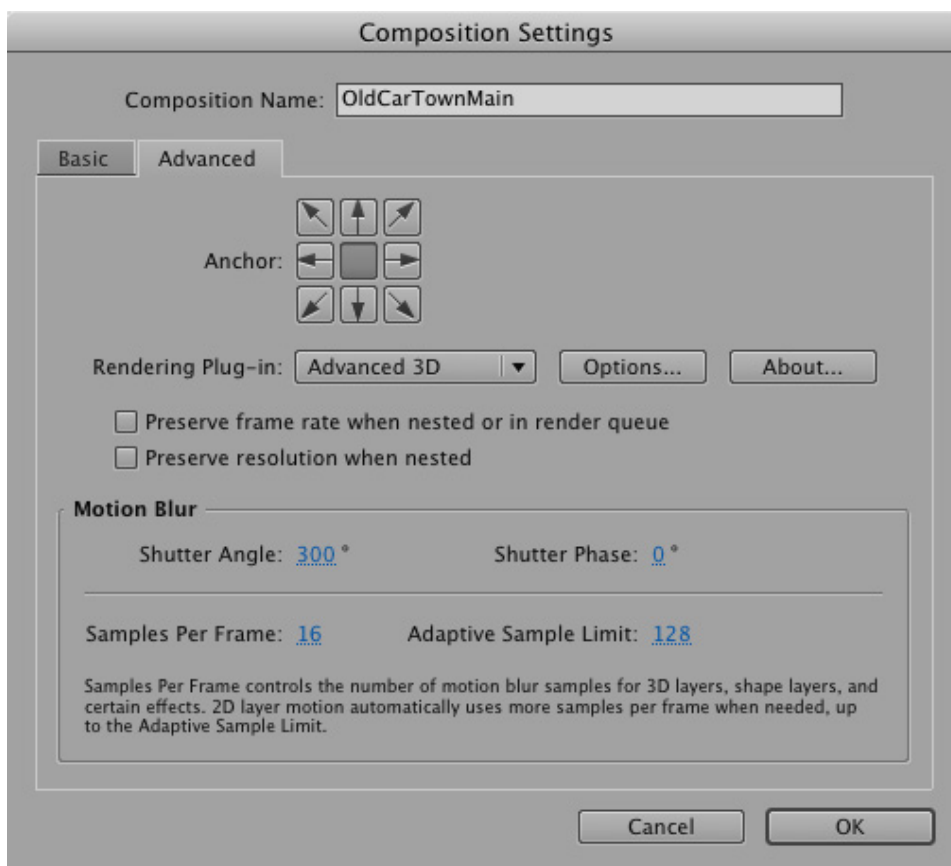 Composition Settings
Composition Name: OldCarTownMain
Basic Advanced
Anchor:
Rendering Plug-in: Advanced 3D Options... About...
Preserve frame rate when nested or in render queue
Preserve resolution when nested
Motion Blur
Shutter Angle: 300° Shutter Phase: 0°
Samples Per Frame: 16 Adaptive Sample Limit: 128
Samples Per Frame controls the number of motion blur samples for 3D layers, shape layers, and
certain effects. 2D layer motion automatically uses more samples per frame when needed, up
to the Adaptive Sample Limit.
Cancel OK